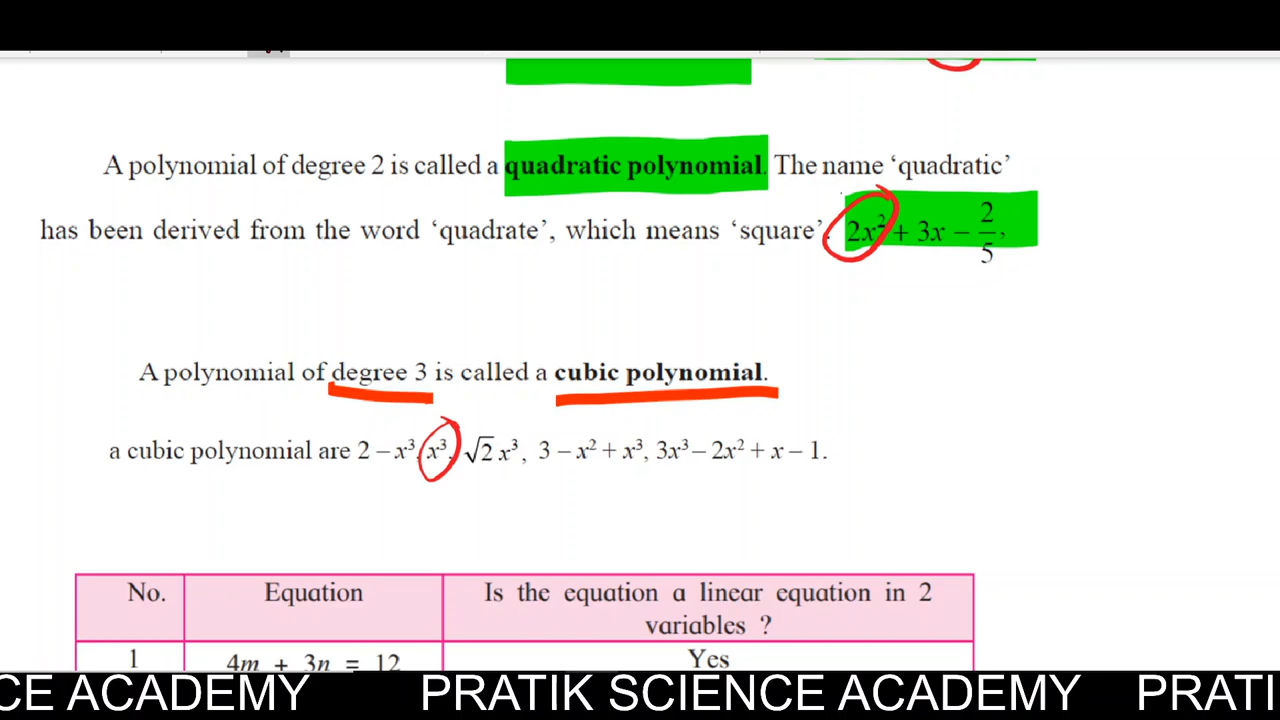 A polynomial of degree 2 is called a quadratic polynomial. The name ‘quadratic’
has been derived from the word ‘quadrate’, which means ‘square’. 2x² + 3x − 2/5,
A polynomial of degree 3 is called a cubic polynomial.
a cubic polynomial are 2 − x³, x³, √2 x³, 3 − x² + x³, 3x³ − 2x² + x − 1.
No. Equation Is the equation a linear equation in 2
variables ?
1 4m + 3n = 12 Yes
CE ACADEMY PRATIK SCIENCE ACADEMY PRATI